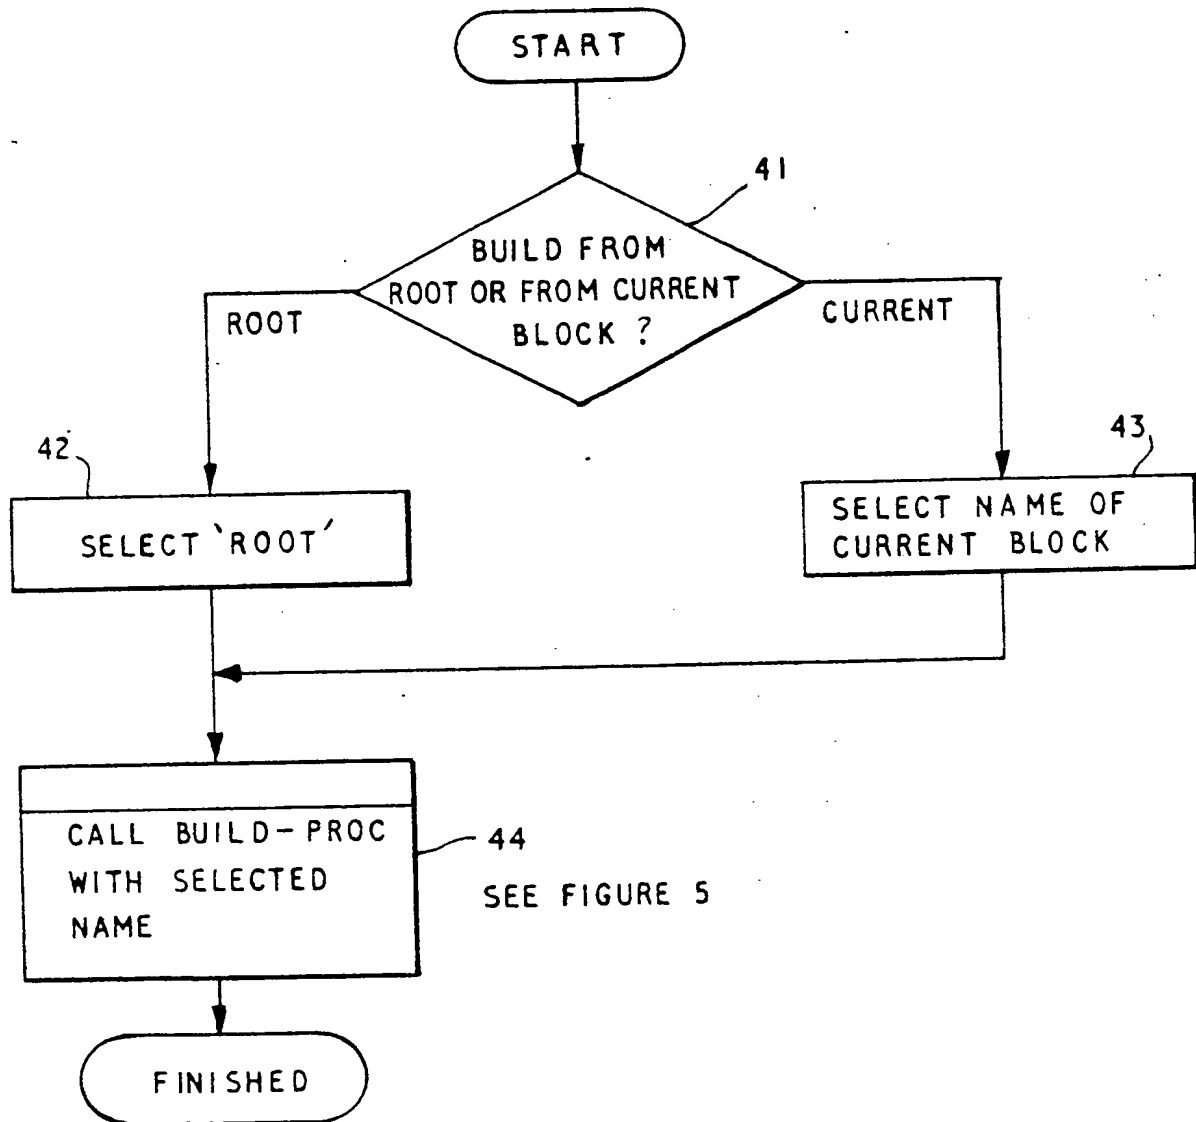 START
41
BUILD FROM
ROOT OR FROM CURRENT
BLOCK ?
ROOT
CURRENT
42
43
SELECT 'ROOT'
SELECT NAME OF
CURRENT BLOCK
CALL BUILD-PROC
WITH SELECTED
NAME
44
SEE FIGURE 5
FINISHED